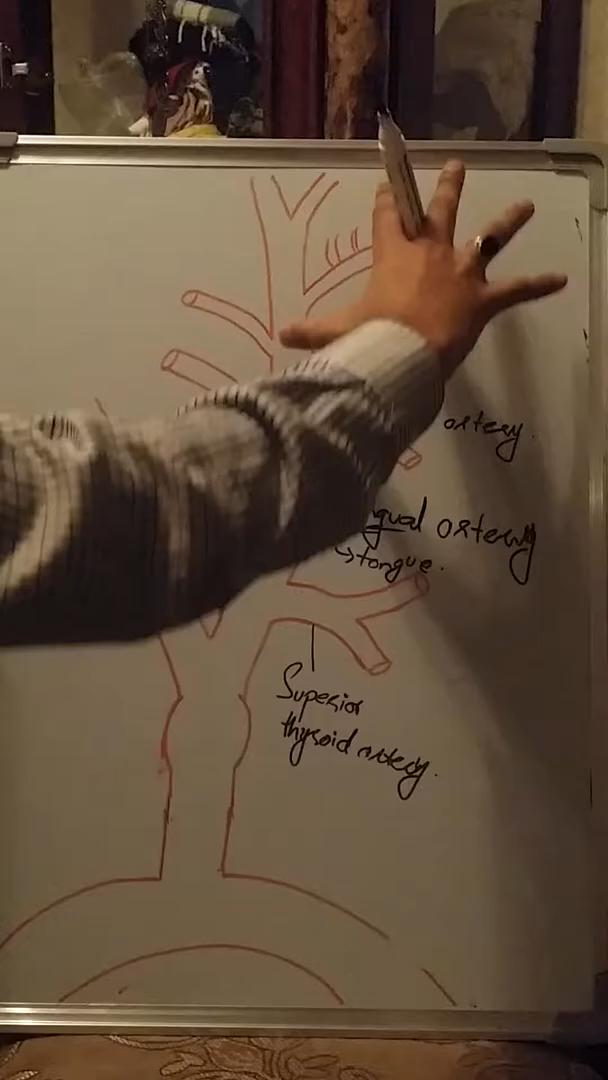 artery.
gual artery
→tongue.
Superior
thyroid artery.